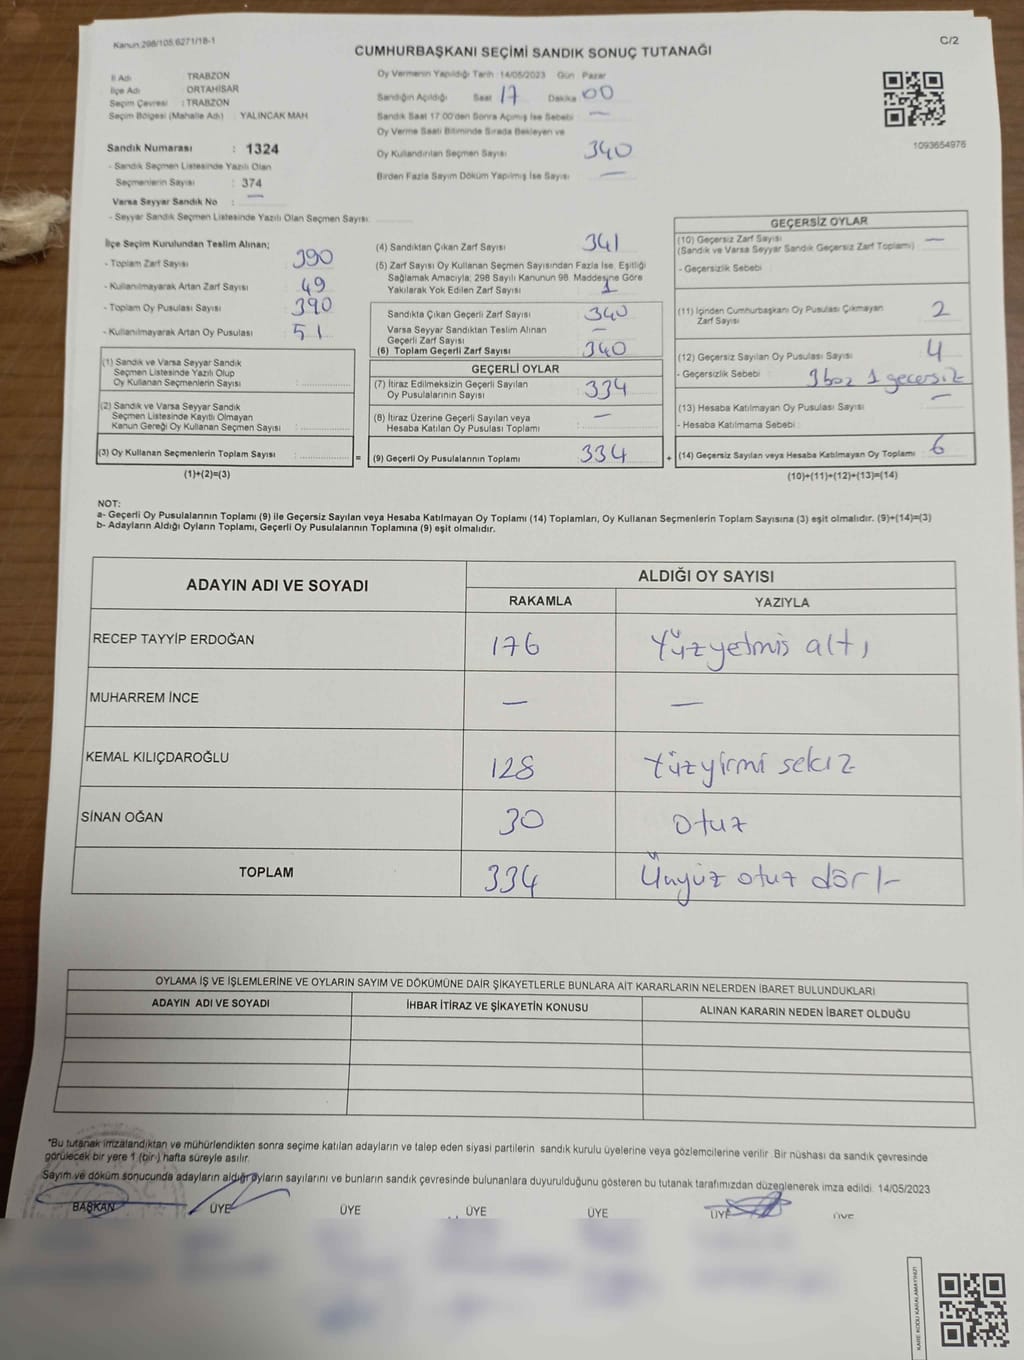 Kanun:298/105,6271/18-1
C/2
CUMHURBAŞKANI SEÇİMİ SANDIK SONUÇ TUTANAĞI
İl Adı : TRABZON
İlçe Adı : ORTAHİSAR
Seçim Çevresi : TRABZON
Seçim Bölgesi (Mahalle Adı) : YALINCAK MAH
Sandık Numarası : 1324
- Sandık Seçmen Listesinde Yazılı Olan
Seçmenlerin Sayısı : 374
Varsa Seyyar Sandık No : —
- Seyyar Sandık Seçmen Listesinde Yazılı Olan Seçmen Sayısı:
Oy Vermenin Yapıldığı Tarih :14/05/2023 Gün Pazar
Sandığın Açıldığı Saat 17 Dakika 00
Sandık Saat 17:00'den Sonra Açımış İse Sebebi : —
Oy Verme Saati Bitiminde Sırada Bekleyen ve
Oy Kullandırılan Seçmen Sayısı 340
Birden Fazla Sayım Döküm Yapılmış İse Sayısı —
1093654976
İlçe Seçim Kurulundan Teslim Alınan;
- Toplam Zarf Sayısı : 390
- Kullanılmayarak Artan Zarf Sayısı : 49
- Toplam Oy Pusulası Sayısı : 390
- Kullanılmayarak Artan Oy Pusulası : 51
(1) Sandık ve Varsa Seyyar Sandık
Seçmen Listesinde Yazılı Olup
Oy Kullanan Seçmenlerin Sayısı :
(2) Sandık ve Varsa Seyyar Sandık
Seçmen Listesinde Kayıtlı Olmayan
Kanun Gereği Oy Kullanan Seçmen Sayısı :
(3) Oy Kullanan Seçmenlerin Toplam Sayısı : =
(1)+(2)=(3)
(4) Sandıktan Çıkan Zarf Sayısı 341
(5) Zarf Sayısı Oy Kullanan Seçmen Sayısından Fazla İse, Eşitliği
Sağlamak Amacıyla; 298 Sayılı Kanunun 98. Maddesine Göre
Yakılarak Yok Edilen Zarf Sayısı : 1
Sandıkta Çıkan Geçerli Zarf Sayısı : 340
Varsa Seyyar Sandıktan Teslim Alınan
Geçerli Zarf Sayısı : —
(6) Toplam Geçerli Zarf Sayısı : 340
GEÇERLİ OYLAR
(7) İtiraz Edilmeksizin Geçerli Sayılan
Oy Pusulalarının Sayısı : 334
(8) İtiraz Üzerine Geçerli Sayılan veya
Hesaba Katılan Oy Pusulası Toplamı : —
(9) Geçerli Oy Pusulalarının Toplamı : 334 +
GEÇERSİZ OYLAR
(10) Geçersiz Zarf Sayısı —
(Sandık ve Varsa Seyyar Sandık Geçersiz Zarf Toplamı)
- Geçersizlik Sebebi :
(11) İçinden Cumhurbaşkanı Oy Pusulası Çıkmayan
Zarf Sayısı 2
(12) Geçersiz Sayılan Oy Pusulası Sayısı : 4
- Geçersizlik Sebebi : 3 boz 1 geçersiz
(13) Hesaba Katılmayan Oy Pusulası Sayısı : —
- Hesaba Katılmama Sebebi :
(14) Geçersiz Sayılan veya Hesaba Katılmayan Oy Toplamı : 6
(10)+(11)+(12)+(13)=(14)
NOT:
a- Geçerli Oy Pusulalarının Toplamı (9) ile Geçersiz Sayılan veya Hesaba Katılmayan Oy Toplamı (14) Toplamları, Oy Kullanan Seçmenlerin Toplam Sayısına (3) eşit olmalıdır. (9)+(14)=(3)
b- Adayların Aldığı Oyların Toplamı, Geçerli Oy Pusulalarının Toplamına (9) eşit olmalıdır.
ADAYIN ADI VE SOYADI
ALDIĞI OY SAYISI
RAKAMLA YAZIYLA
RECEP TAYYİP ERDOĞAN 176 Yüzyetmis altı
MUHARREM İNCE — —
KEMAL KILIÇDAROĞLU 128 Yüzyirmi sekiz
SİNAN OĞAN 30 otuz
TOPLAM 334 Üçyüz otuz dört
OYLAMA İŞ VE İŞLEMLERİNE VE OYLARIN SAYIM VE DÖKÜMÜNE DAİR ŞİKAYETLERLE BUNLARA AİT KARARLARIN NELERDEN İBARET BULUNDUKLARI
ADAYIN ADI VE SOYADI İHBAR İTİRAZ VE ŞİKAYETİN KONUSU ALINAN KARARIN NEDEN İBARET OLDUĞU
*Bu tutanak imzalandıktan ve mühürlendikten sonra seçime katılan adayların ve talep eden siyasi partilerin sandık kurulu üyelerine veya gözlemcilerine verilir. Bir nüshası da sandık çevresinde
görülecek bir yere 1 (bir) hafta süreyle asılır.
Sayım ve döküm sonucunda adayların aldığı oyların sayılarını ve bunların sandık çevresinde bulunanlara duyurulduğunu gösteren bu tutanak tarafımızdan düzenlenerek imza edildi. 14/05/2023
BAŞKAN ÜYE ÜYE ÜYE ÜYE ÜYE ÜYE
KARE KODU KARALAMAYINIZ!